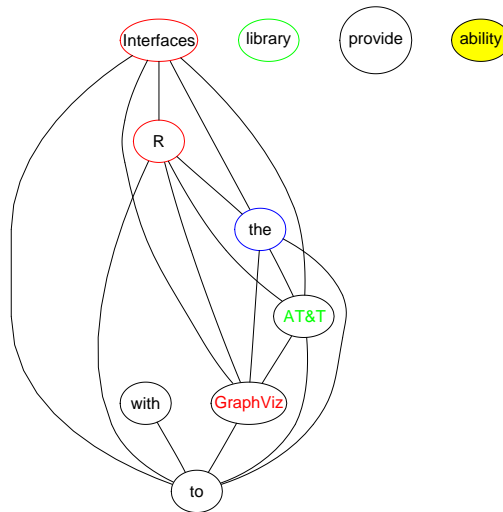 Interfaces library provide ability
R
the
AT&T
with GraphViz
to